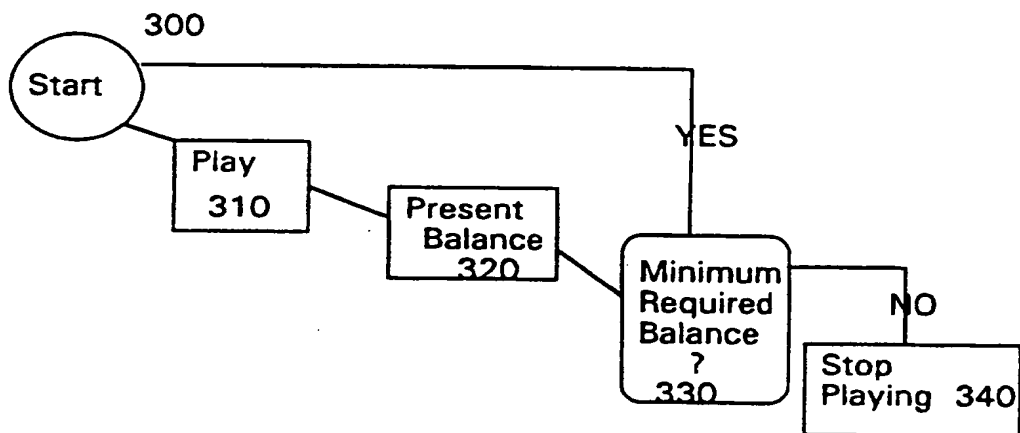 300
Start
YES
Play
310
Present
Balance
320
Minimum
Required
Balance
?
330
NO
Stop
Playing 340